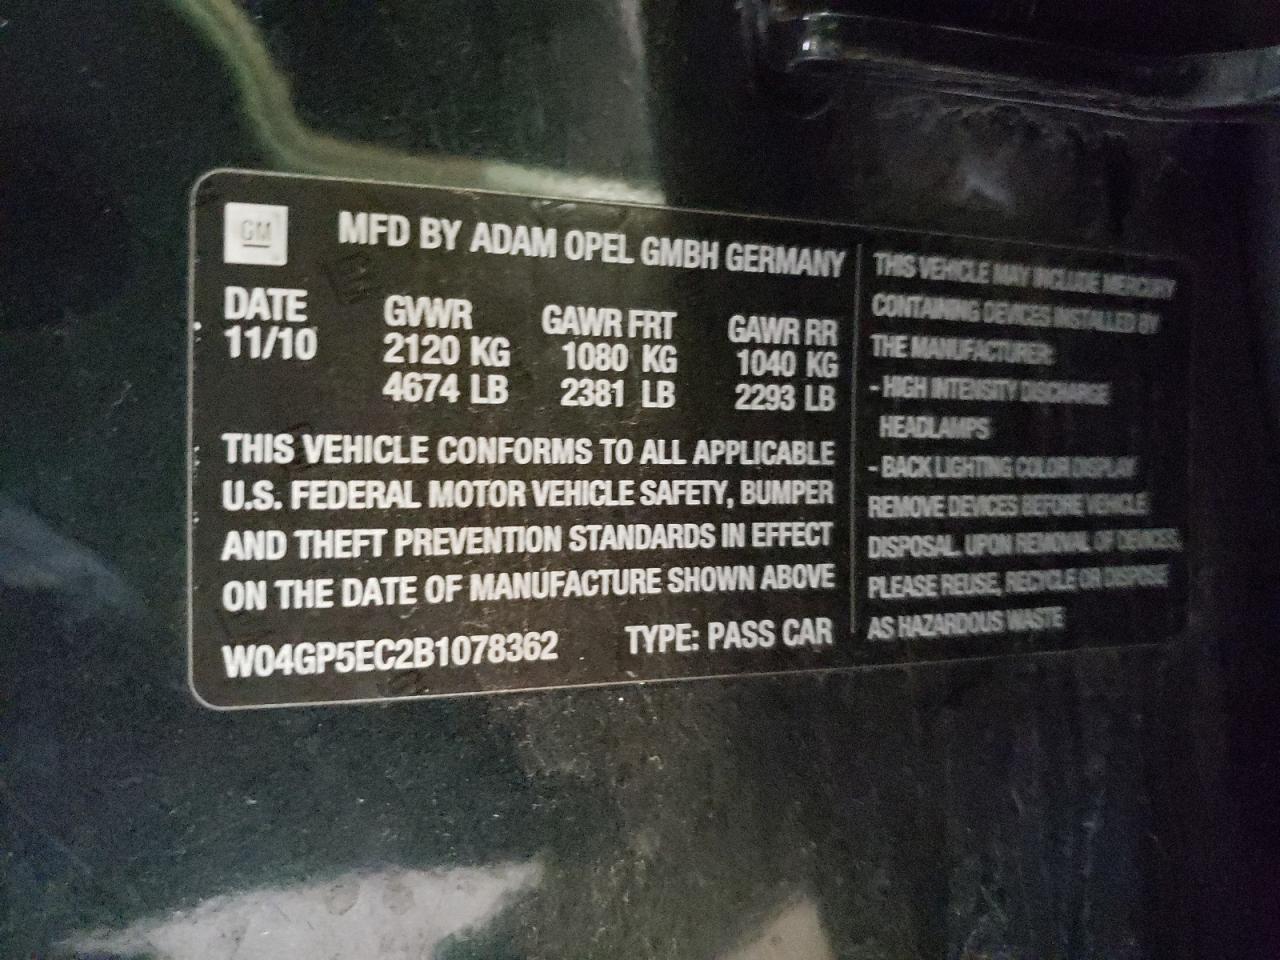 GM
MFD BY ADAM OPEL GMBH GERMANY
DATE GVWR GAWR FRT GAWR RR
11/10 2120 KG 1080 KG 1040 KG
4674 LB 2381 LB 2293 LB
THIS VEHICLE CONFORMS TO ALL APPLICABLE
U.S. FEDERAL MOTOR VEHICLE SAFETY, BUMPER
AND THEFT PREVENTION STANDARDS IN EFFECT
ON THE DATE OF MANUFACTURE SHOWN ABOVE
W04GP5EC2B1078362 TYPE: PASS CAR
THIS VEHICLE MAY INCLUDE MERCURY
CONTAINING DEVICES INSTALLED BY
THE MANUFACTURER:
- HIGH INTENSITY DISCHARGE
HEADLAMPS
- BACK LIGHTING COLOR DISPLAY
REMOVE DEVICES BEFORE VEHICLE
DISPOSAL. UPON REMOVAL OF DEVICES,
PLEASE REUSE, RECYCLE OR DISPOSE
AS HAZARDOUS WASTE